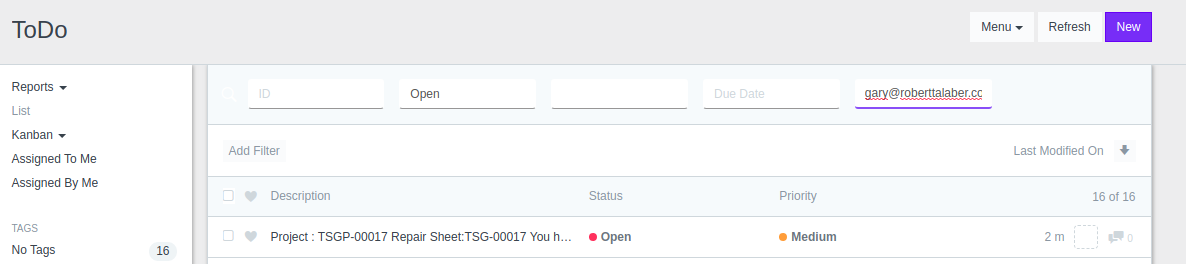 ToDo
Menu
Refresh
New
Reports
List
Kanban
Assigned To Me
Assigned By Me
TAGS
No Tags 16
ID
Open
Due Date
gary@roberttalaber.cc
Add Filter
Last Modified On
Description Status Priority 16 of 16
Project : TSGP-00017 Repair Sheet:TSG-00017 You h… Open Medium 2 m 0